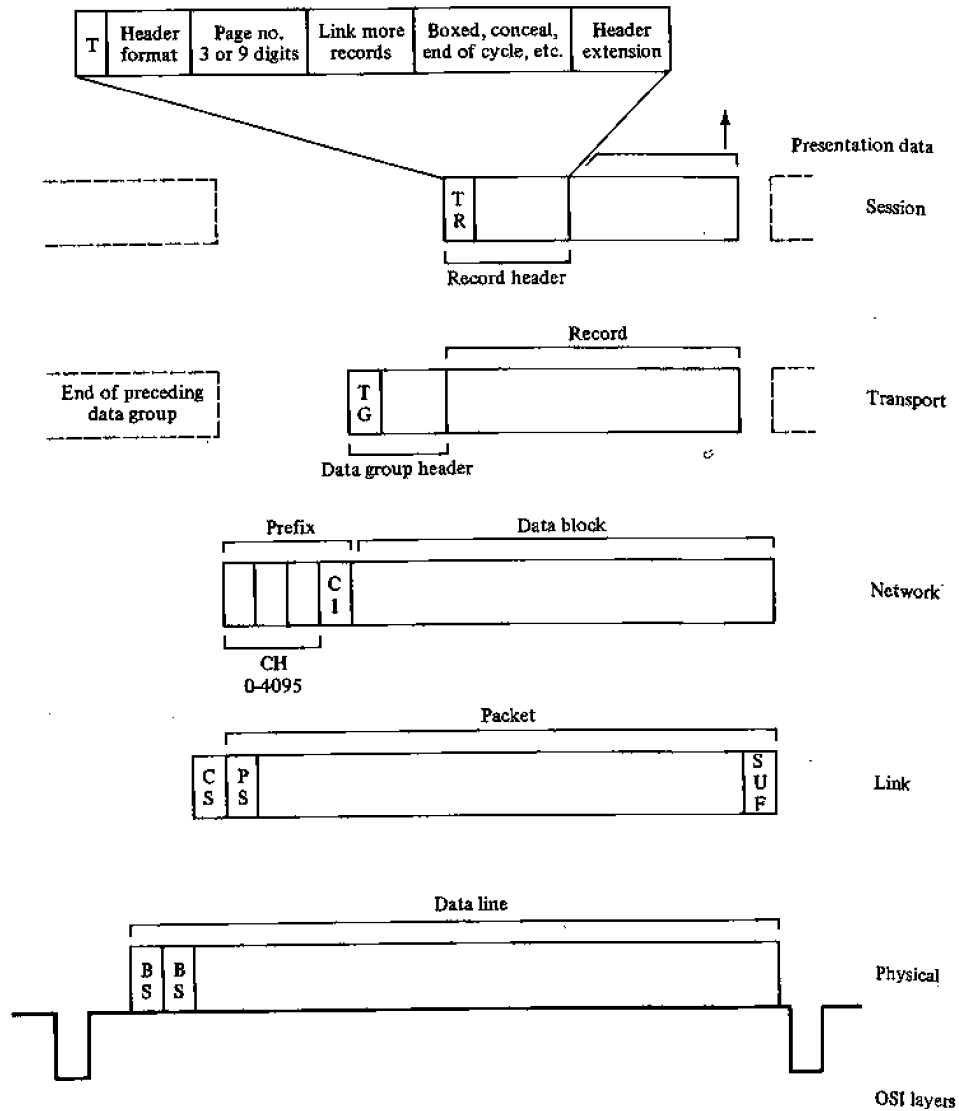 T
Header
format
Page no.
3 or 9 digits
Link more
records
Boxed, conceal,
end of cycle, etc.
Header
extension
Presentation data
T
R
Session
Record header
Record
End of preceding
data group
T
G
Transport
Data group header
Prefix
Data block
C
I
Network
CH
0-4095
Packet
C
S
P
S
S
U
F
Link
Data line
B
S
B
S
Physical
OSI layers